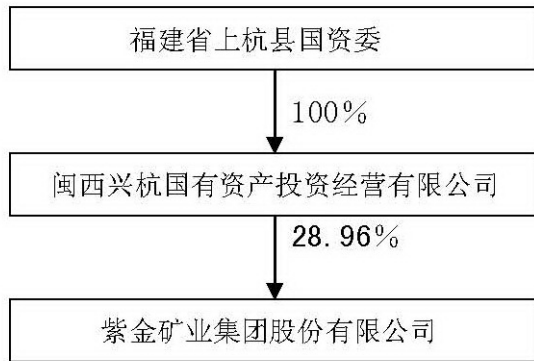 福建省上杭县国资委
100%
闽西兴杭国有资产投资经营有限公司
28.96%
紫金矿业集团股份有限公司